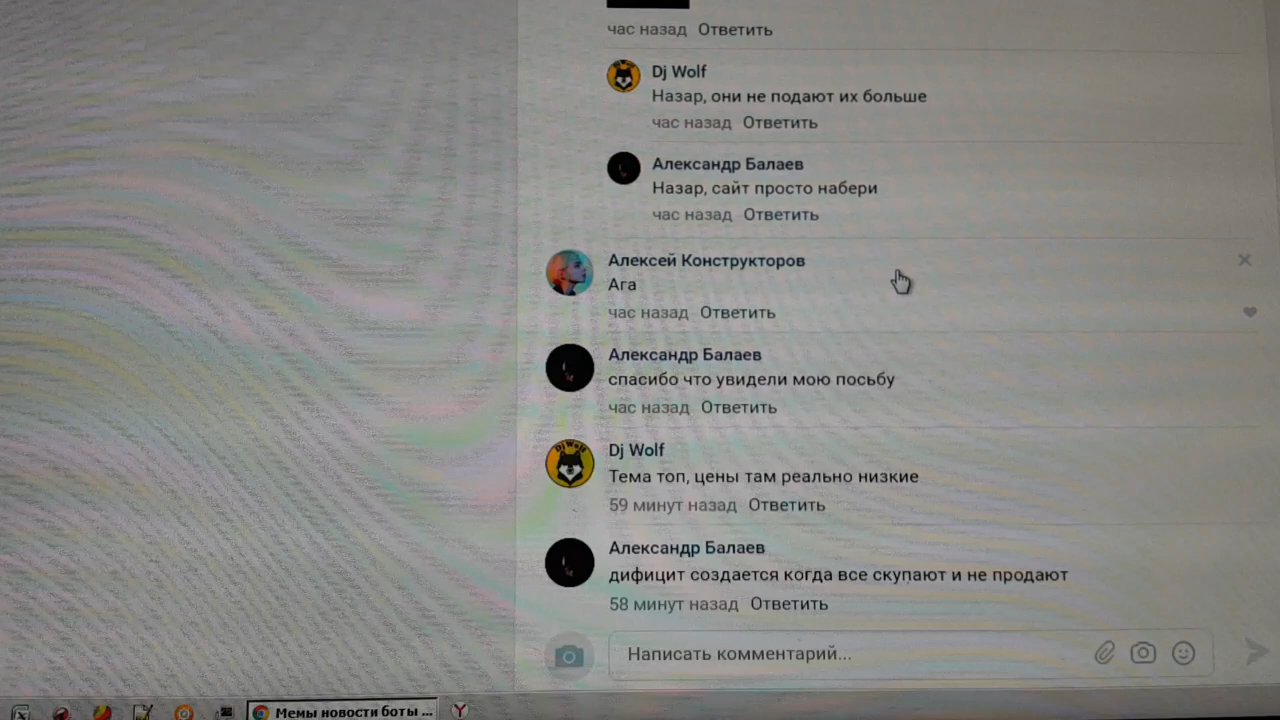 час назад Ответить
Dj Wolf
Назар, они не подают их больше
час назад Ответить
Александр Балаев
Назар, сайт просто набери
час назад Ответить
Алексей Конструкторов
Ага
час назад Ответить
Александр Балаев
спасибо что увидели мою посьбу
час назад Ответить
Dj Wolf
Тема топ, цены там реально низкие
59 минут назад Ответить
Александр Балаев
дифицит создается когда все скупают и не продают
58 минут назад Ответить
Написать комментарий...
Мемы новости боты ...